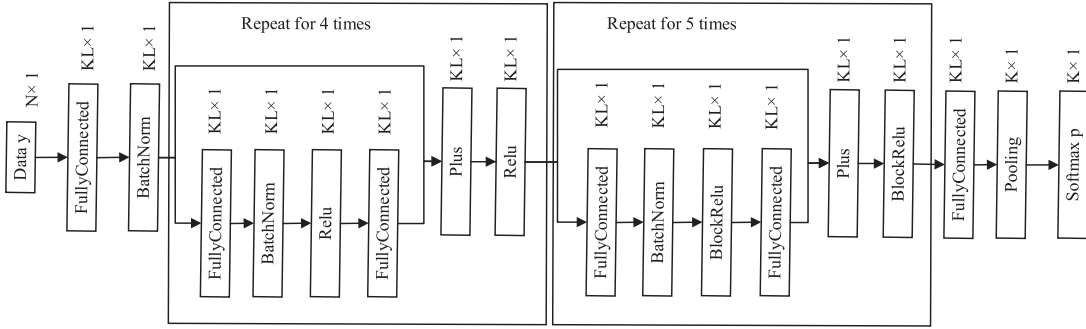 Data y
N× 1
FullyConnected
KL× 1
BatchNorm
KL× 1
Repeat for 4 times
FullyConnected
KL× 1
BatchNorm
KL× 1
Relu
KL× 1
FullyConnected
KL× 1
Plus
KL× 1
Relu
KL× 1
Repeat for 5 times
FullyConnected
KL× 1
BatchNorm
KL× 1
BlockRelu
KL× 1
FullyConnected
KL× 1
Plus
KL× 1
BlockRelu
KL× 1
FullyConnected
KL× 1
Pooling
K× 1
Softmax p
K× 1